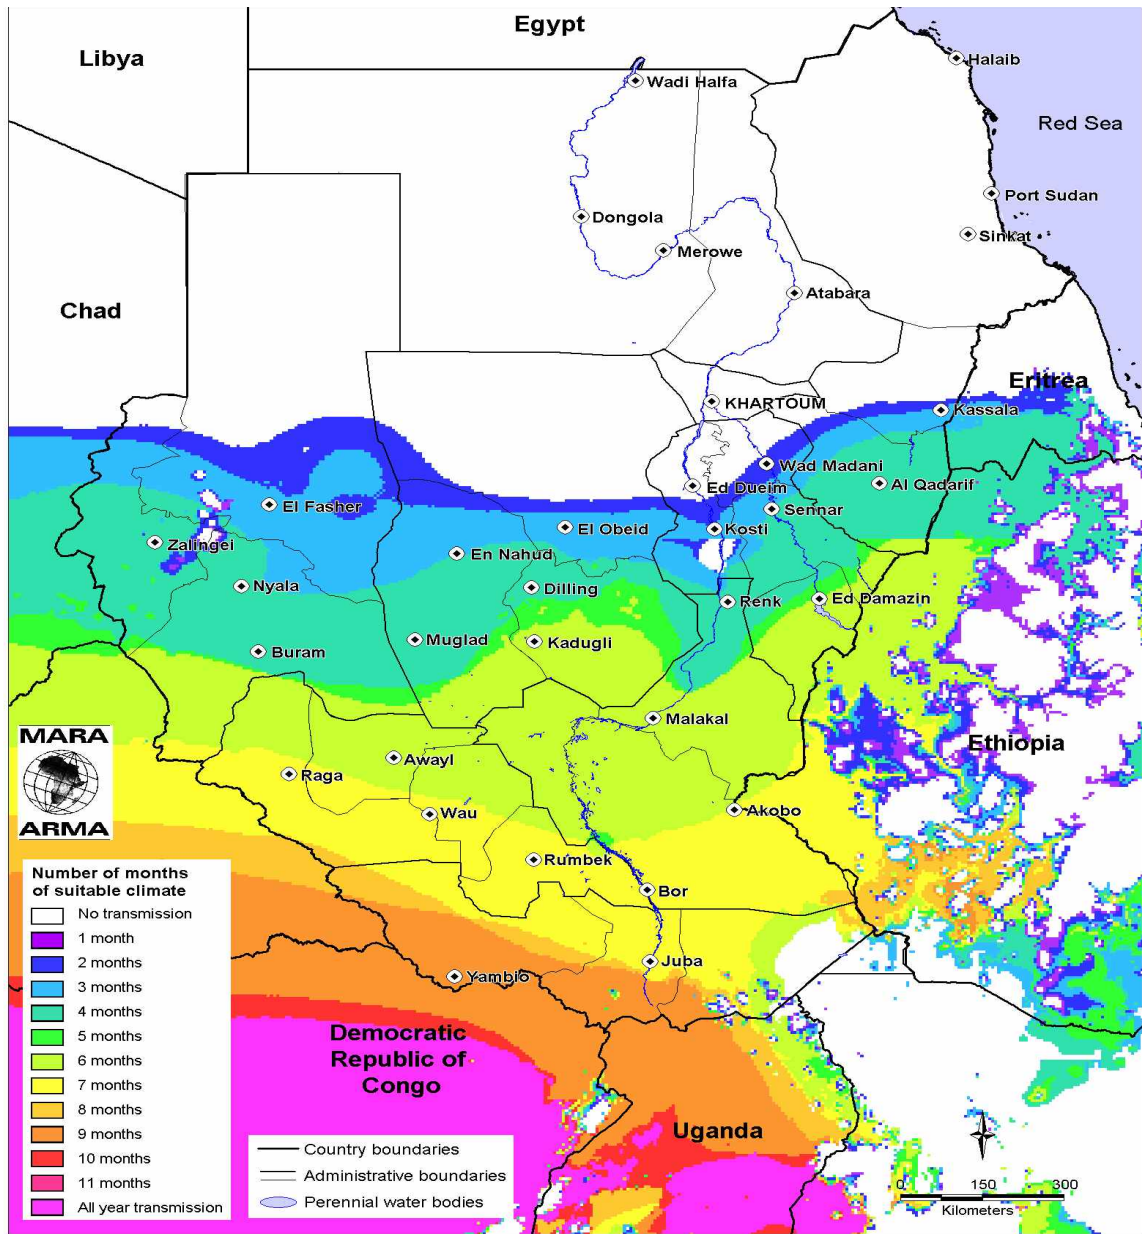 Egypt
Libya
Halaib
Wadi Halfa
Red Sea
Port Sudan
Dongola
Sinkat
Merowe
Atabara
Chad
Eritrea
KHARTOUM
Kassala
Wad Madani
Ed Dueim
Al Qadarif
El Fasher
Sennar
El Obeid
Kosti
Zalingei
En Nahud
Nyala
Dilling
Renk
Ed Damazin
Muglad
Kadugli
Buram
Malakal
MARA
Ethiopia
Awayl
Raga
Akobo
Wau
ARMA
Rumbek
Bor
Juba
Yambio
Democratic
Republic of
Congo
Uganda
Number of months
of suitable climate
No transmission
1 month
2 months
3 months
4 months
5 months
6 months
7 months
8 months
9 months
10 months
11 months
All year transmission
Country boundaries
Administrative boundaries
Perennial water bodies
0 150 300
Kilometers